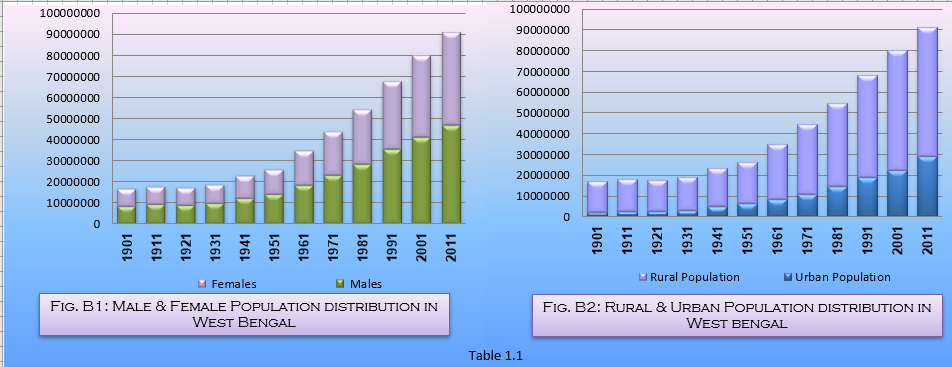 100000000
90000000
80000000
70000000
60000000
50000000
40000000
30000000
20000000
10000000
0
1901 1911 1921 1931 1941 1951 1961 1971 1981 1991 2001 2011
Females Males
Fig. B1: Male & Female Population distribution in
West Bengal
100000000
90000000
80000000
70000000
60000000
50000000
40000000
30000000
20000000
10000000
0
1901 1911 1921 1931 1941 1951 1961 1971 1981 1991 2001 2011
Rural Population Urban Population
Fig. B2: Rural & Urban Population distribution in
West bengal
Table 1.1